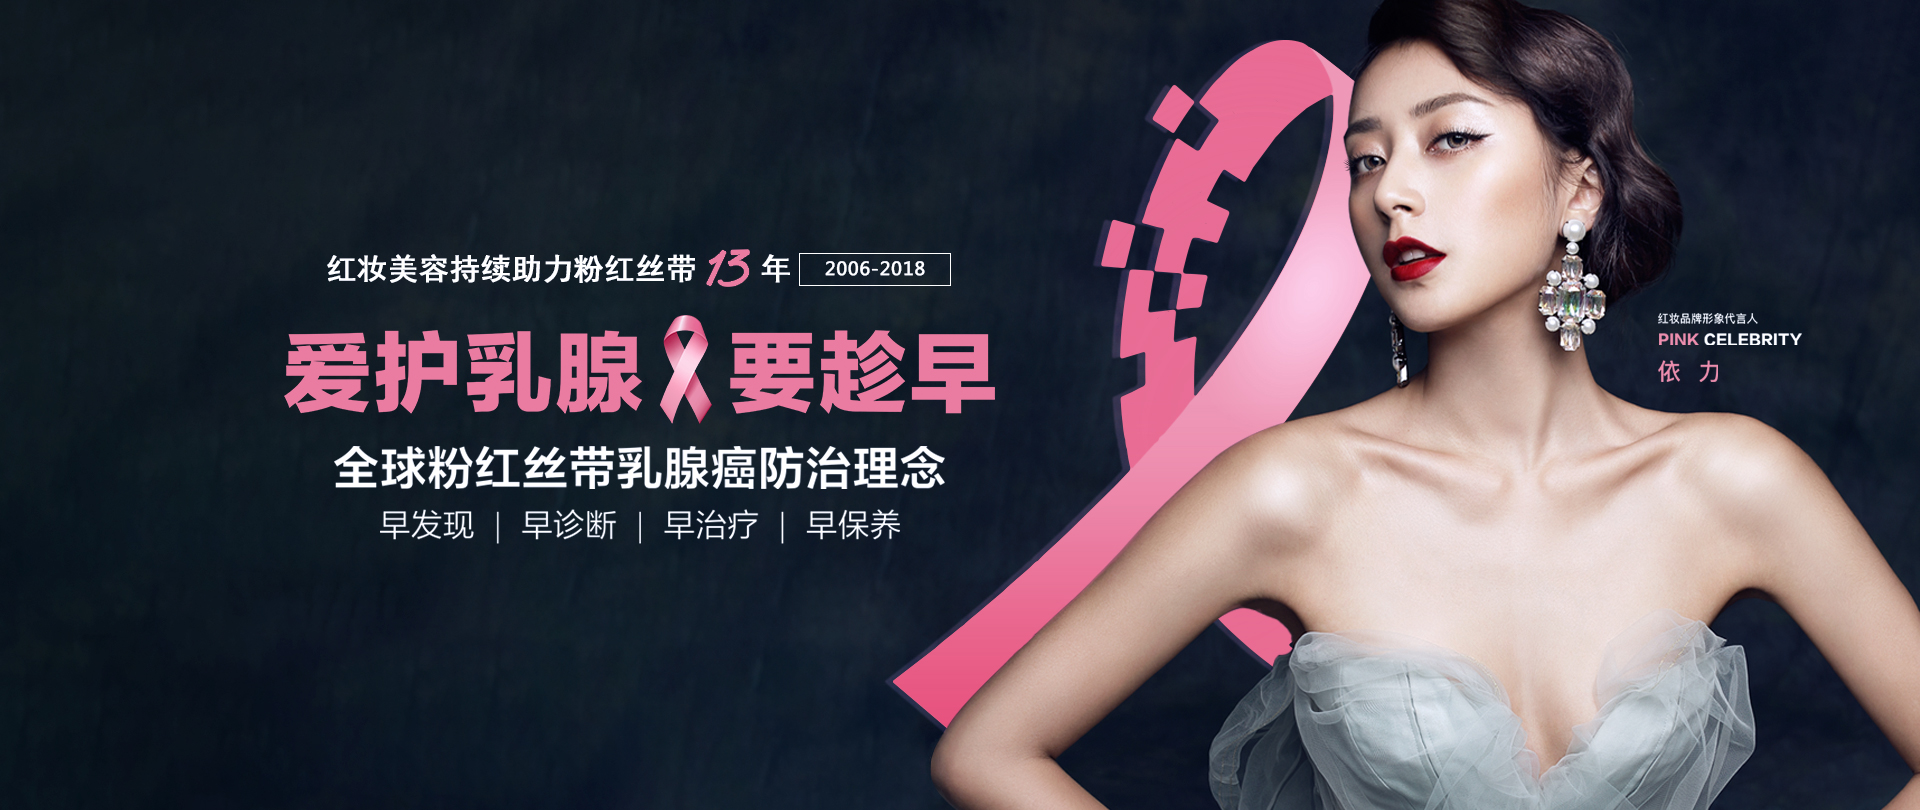 红妆美容持续助力粉红丝带 13 年 2006-2018
爱护乳腺 要趁早
全球粉红丝带乳腺癌防治理念
早发现 | 早诊断 | 早治疗 | 早保养
红妆品牌形象代言人
PINK CELEBRITY
依 力